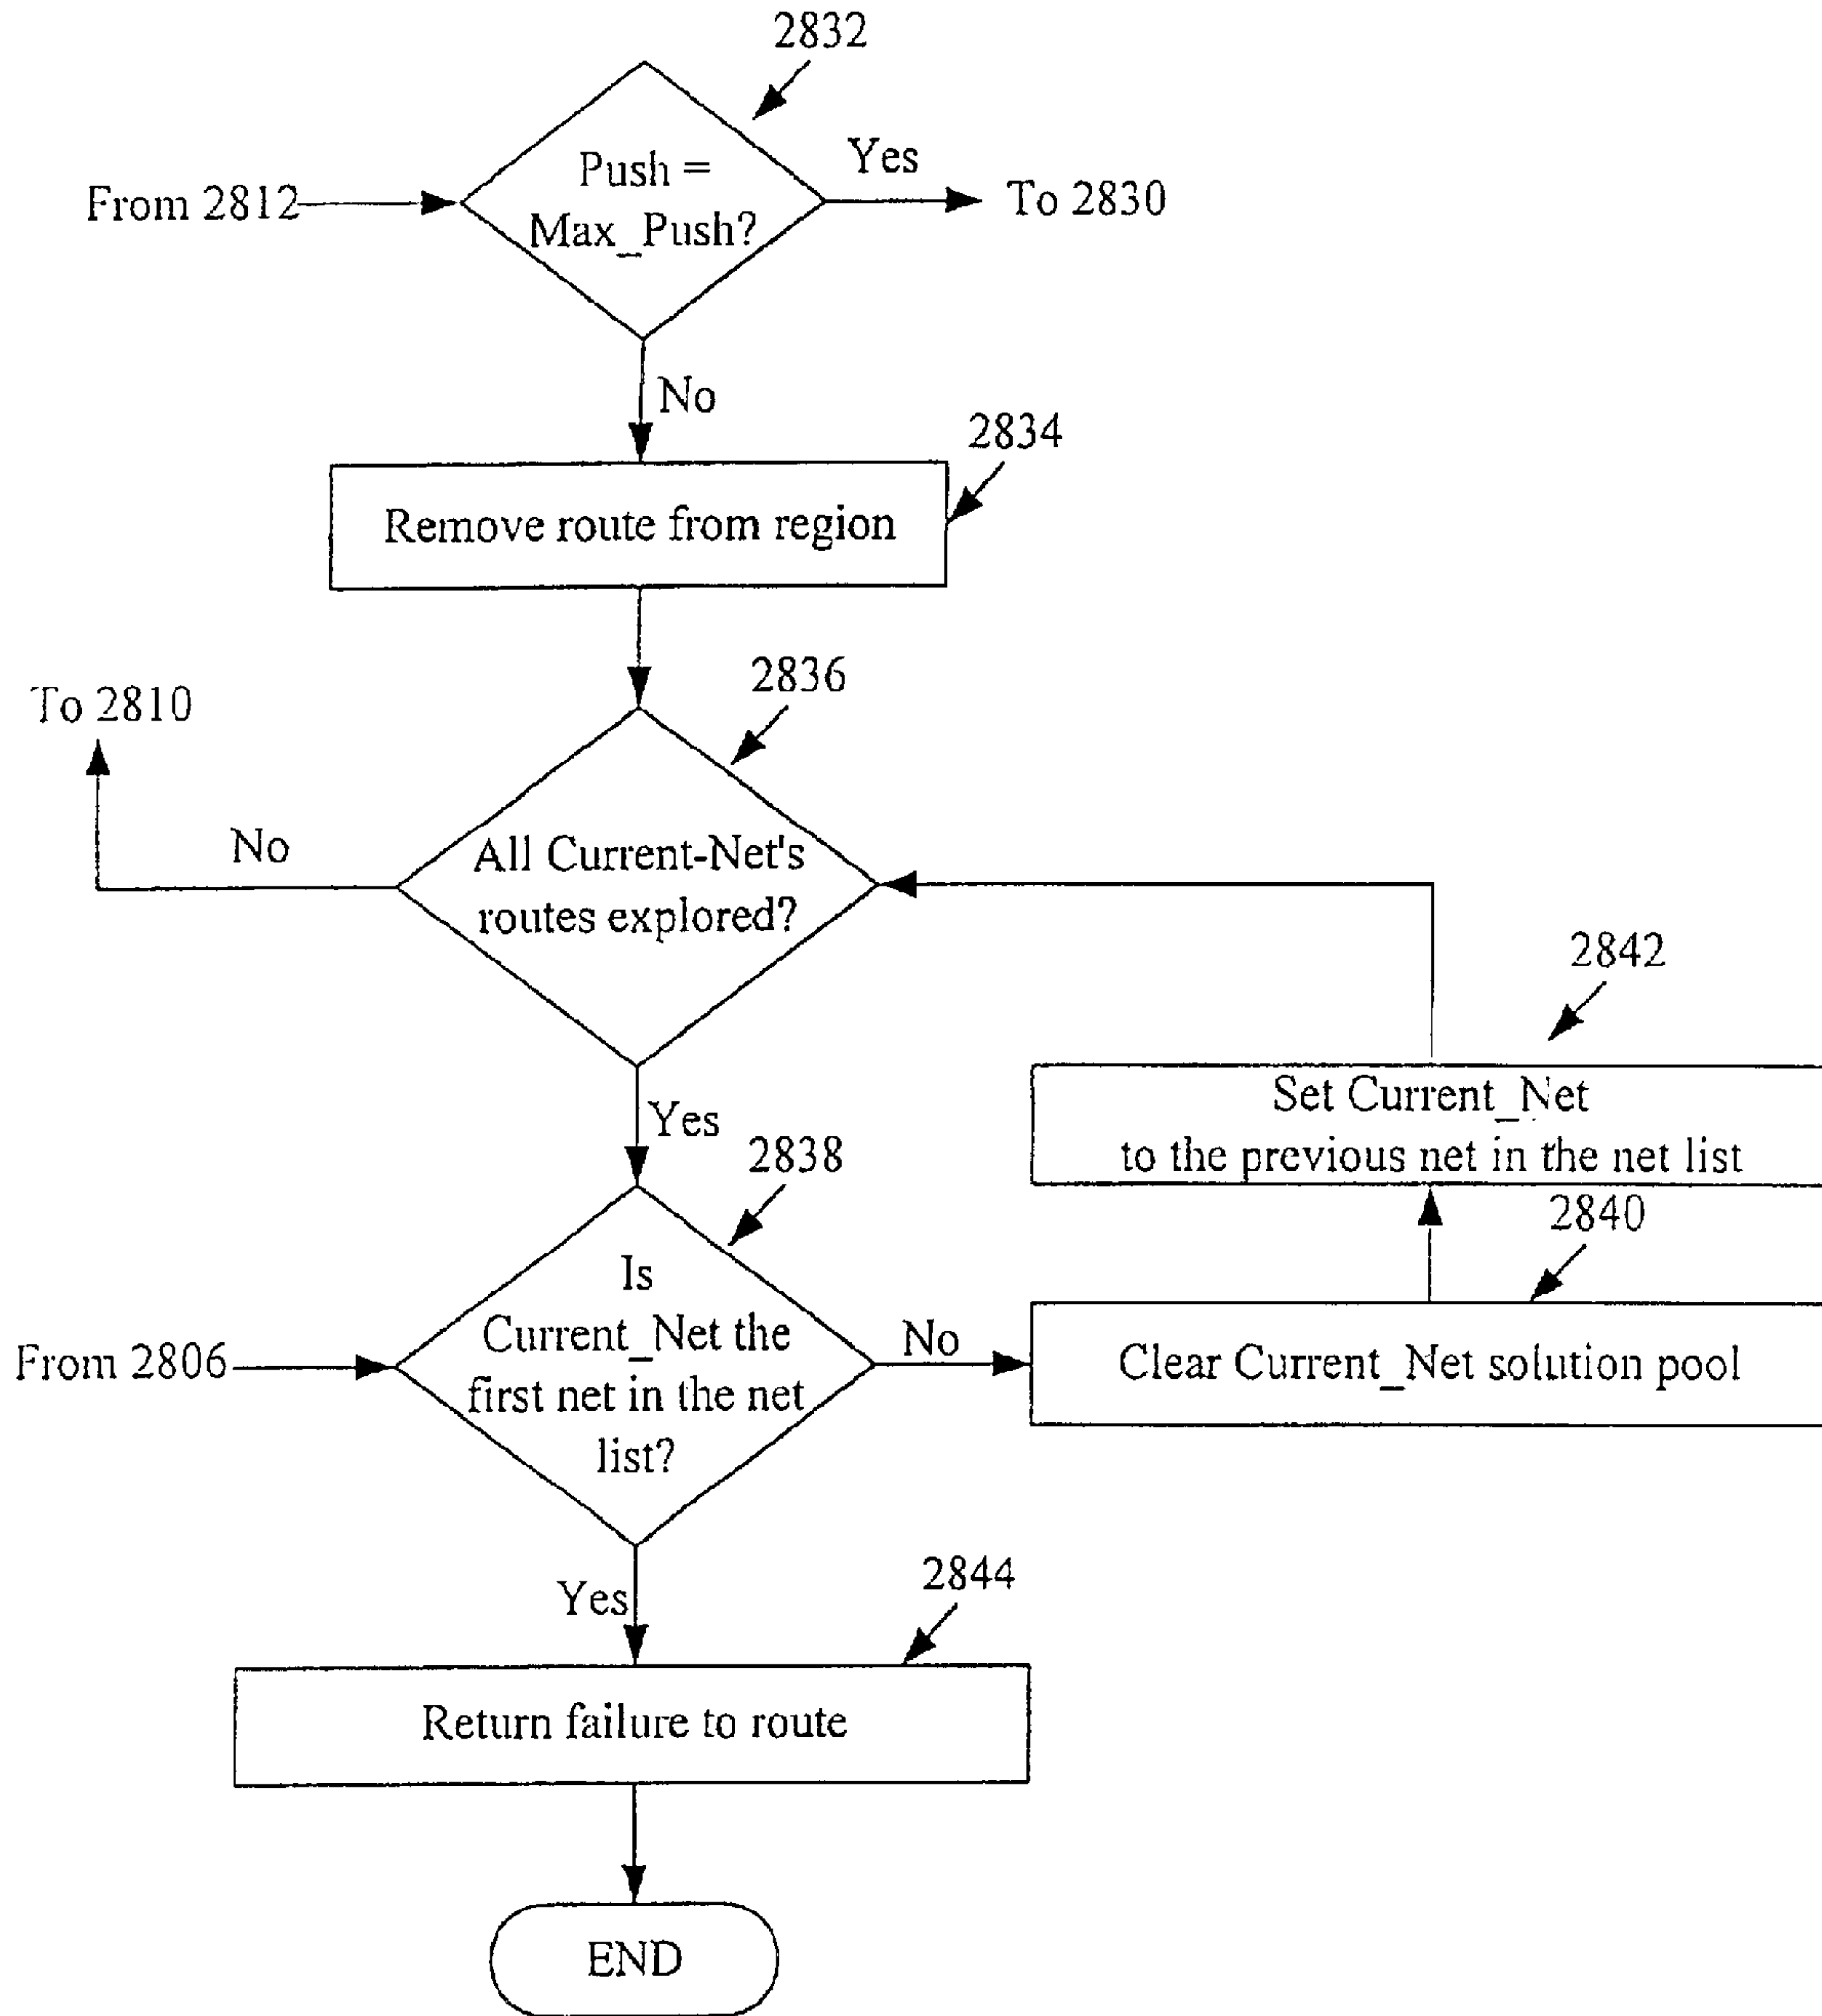 2832
Push =
Max_Push?
Yes
From 2812
To 2830
No
2834
Remove route from region
2836
To 2810
No
All Current-Net's
routes explored?
2842
Set Current_Net
to the previous net in the net list
Yes
2838
2840
Is
Current_Net the
first net in the net
list?
From 2806
No
Clear Current_Net solution pool
2844
Yes
Return failure to route
END